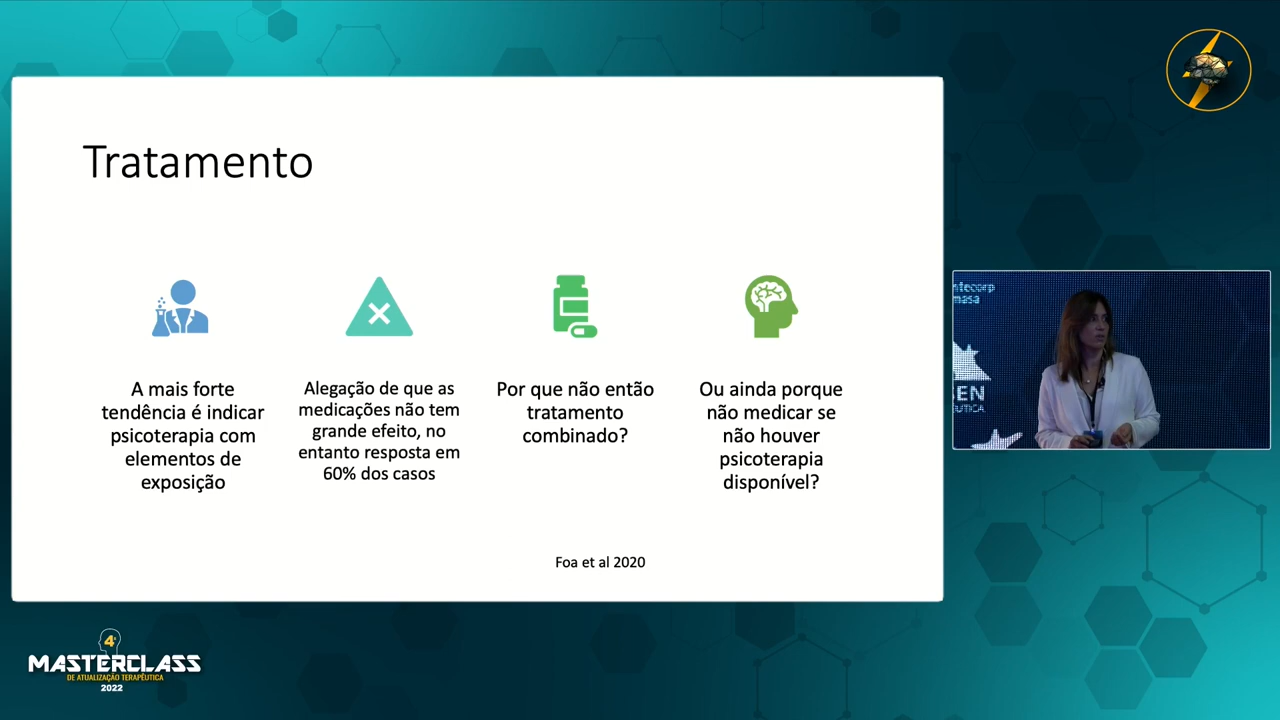 Tratamento
A mais forte
tendência é indicar
psicoterapia com
elementos de
exposição
Alegação de que as
medicações não tem
grande efeito, no
entanto resposta em
60% dos casos
Por que não então
tratamento
combinado?
Ou ainda porque
não medicar se
não houver
psicoterapia
disponível?
Foa et al 2020
4ª
MASTERCLASS
DE ATUALIZAÇÃO TERAPÊUTICA
2022